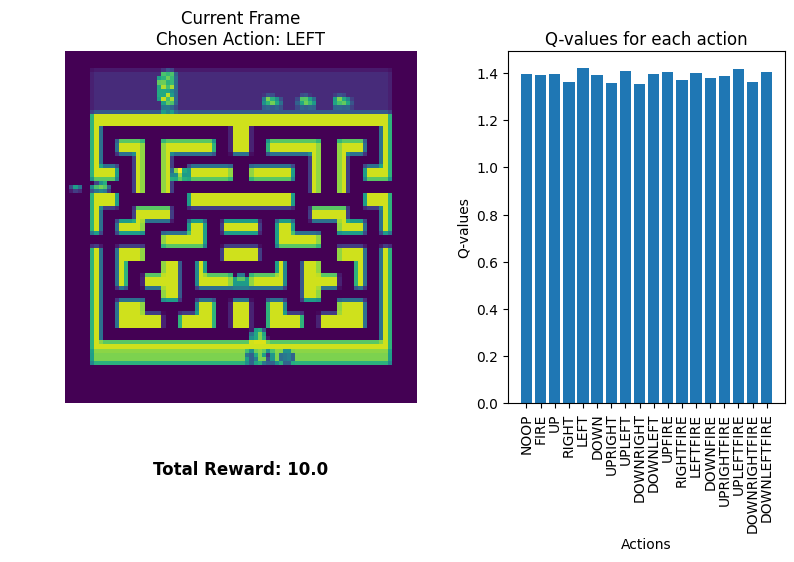 Current Frame
Chosen Action: LEFT
Total Reward: 10.0
Q-values for each action
Q-values
1.4
1.2
1.0
0.8
0.6
0.4
0.2
0.0
NOOP
FIRE
UP
RIGHT
LEFT
DOWN
UPRIGHT
UPLEFT
DOWNRIGHT
DOWNLEFT
UPFIRE
RIGHTFIRE
LEFTFIRE
DOWNFIRE
UPRIGHTFIRE
UPLEFTFIRE
DOWNRIGHTFIRE
DOWNLEFTFIRE
Actions